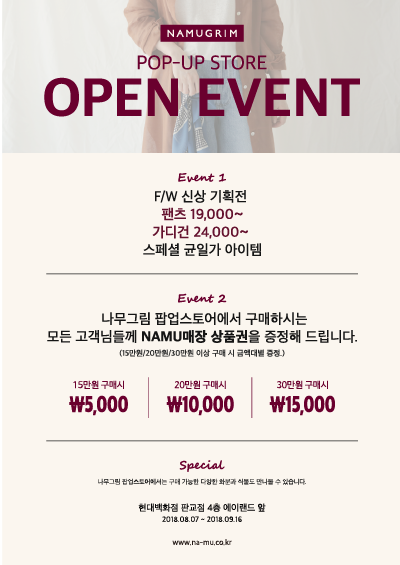 NAMUGRIM
POP-UP STORE
OPEN EVENT
Event 1
F/W 신상 기획전
팬츠 19,000~
가디건 24,000~
스페셜 균일가 아이템
Event 2
나무그림 팝업스토어에서 구매하시는
모든 고객님들께 NAMU매장 상품권을 증정해 드립니다.
(15만원/20만원/30만원 이상 구매 시 금액대별 증정.)
15만원 구매시 20만원 구매시 30만원 구매시
₩5,000 ₩10,000 ₩15,000
Special
나무그림 팝업스토어에서는 구매 가능한 다양한 화분과 식물도 만나볼 수 있습니다.
현대백화점 판교점 4층 에이랜드 앞
2018.08.07 ~ 2018.09.16
www.na-mu.co.kr